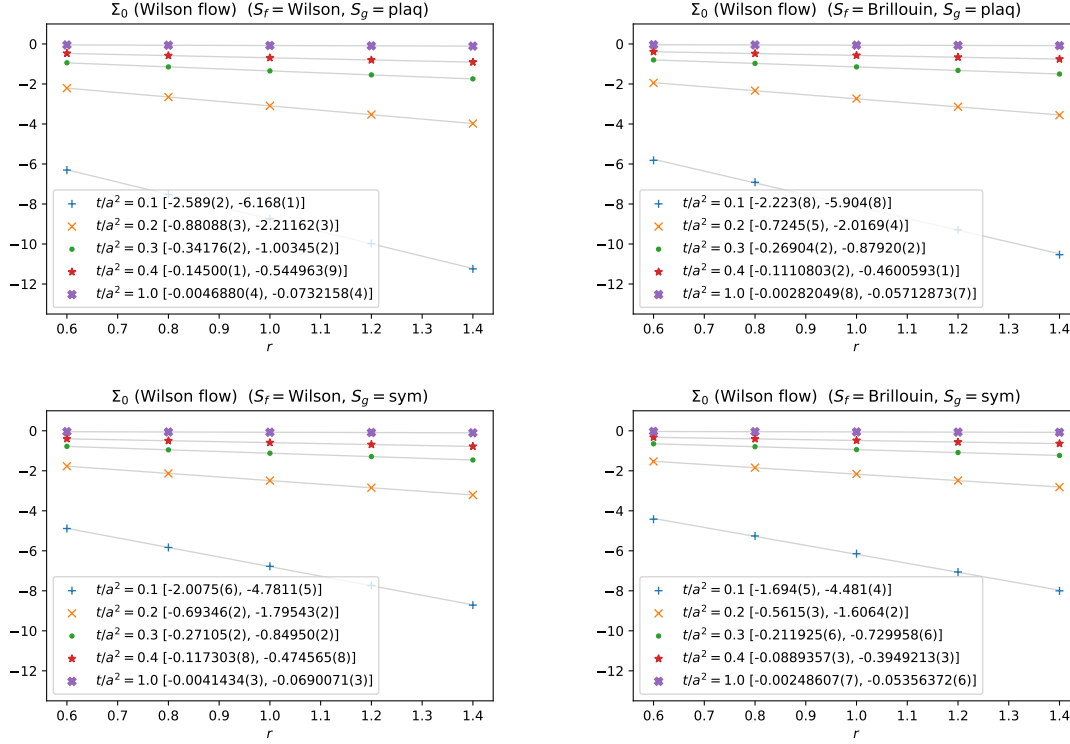 Σ₀ (Wilson flow) (S_f = Wilson, S_g = plaq)
0
−2
−4
−6
−8
−10
−12
t/a² = 0.1 [-2.589(2), -6.168(1)]
t/a² = 0.2 [-0.88088(3), -2.21162(3)]
t/a² = 0.3 [-0.34176(2), -1.00345(2)]
t/a² = 0.4 [-0.14500(1), -0.544963(9)]
t/a² = 1.0 [-0.0046880(4), -0.0732158(4)]
0.6 0.7 0.8 0.9 1.0 1.1 1.2 1.3 1.4
r
Σ₀ (Wilson flow) (S_f = Brillouin, S_g = plaq)
0
−2
−4
−6
−8
−10
−12
t/a² = 0.1 [-2.223(8), -5.904(8)]
t/a² = 0.2 [-0.7245(5), -2.0169(4)]
t/a² = 0.3 [-0.26904(2), -0.87920(2)]
t/a² = 0.4 [-0.1110803(2), -0.4600593(1)]
t/a² = 1.0 [-0.00282049(8), -0.05712873(7)]
0.6 0.7 0.8 0.9 1.0 1.1 1.2 1.3 1.4
r
Σ₀ (Wilson flow) (S_f = Wilson, S_g = sym)
0
−2
−4
−6
−8
−10
−12
t/a² = 0.1 [-2.0075(6), -4.7811(5)]
t/a² = 0.2 [-0.69346(2), -1.79543(2)]
t/a² = 0.3 [-0.27105(2), -0.84950(2)]
t/a² = 0.4 [-0.117303(8), -0.474565(8)]
t/a² = 1.0 [-0.0041434(3), -0.0690071(3)]
0.6 0.7 0.8 0.9 1.0 1.1 1.2 1.3 1.4
r
Σ₀ (Wilson flow) (S_f = Brillouin, S_g = sym)
0
−2
−4
−6
−8
−10
−12
t/a² = 0.1 [-1.694(5), -4.481(4)]
t/a² = 0.2 [-0.5615(3), -1.6064(2)]
t/a² = 0.3 [-0.211925(6), -0.729958(6)]
t/a² = 0.4 [-0.0889357(3), -0.3949213(3)]
t/a² = 1.0 [-0.00248607(7), -0.05356372(6)]
0.6 0.7 0.8 0.9 1.0 1.1 1.2 1.3 1.4
r